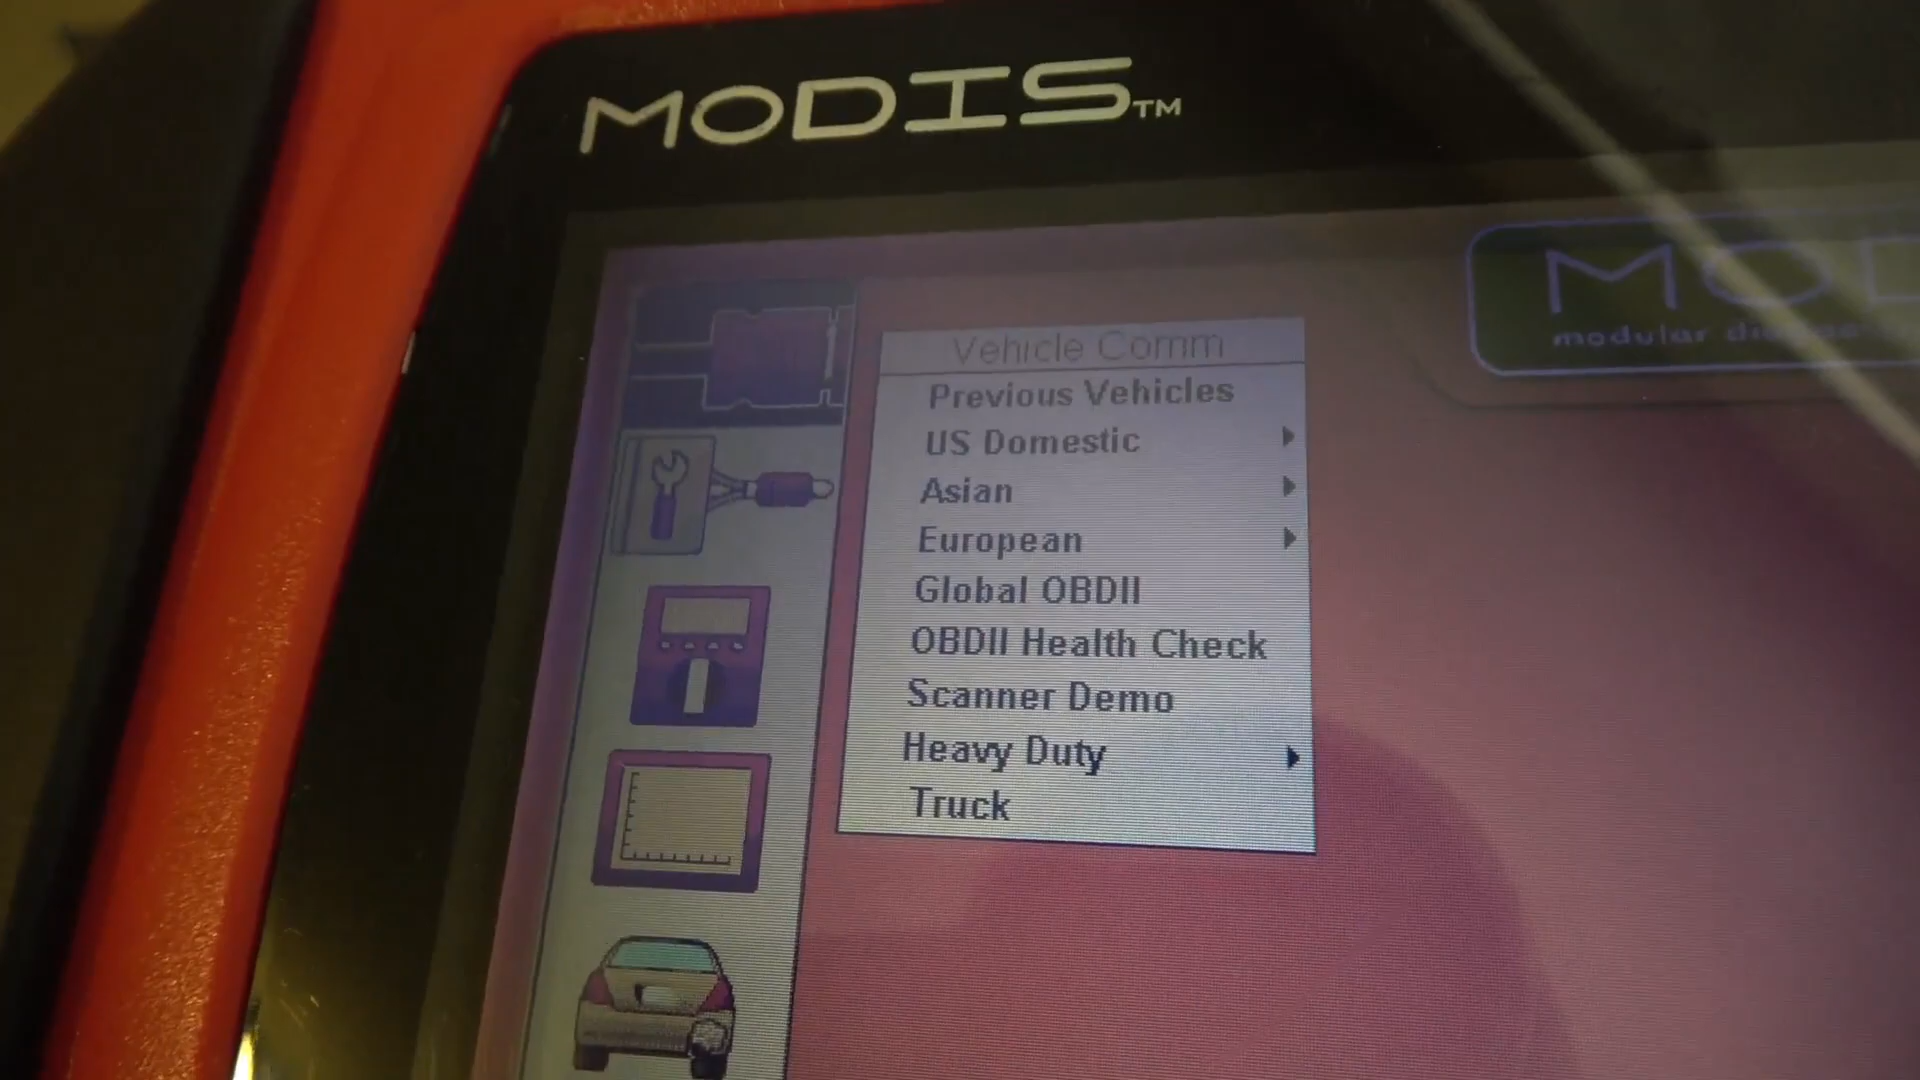 MODIS™
MOD
modular
Vehicle Comm
Previous Vehicles
US Domestic
Asian
European
Global OBDII
OBDII Health Check
Scanner Demo
Heavy Duty
Truck